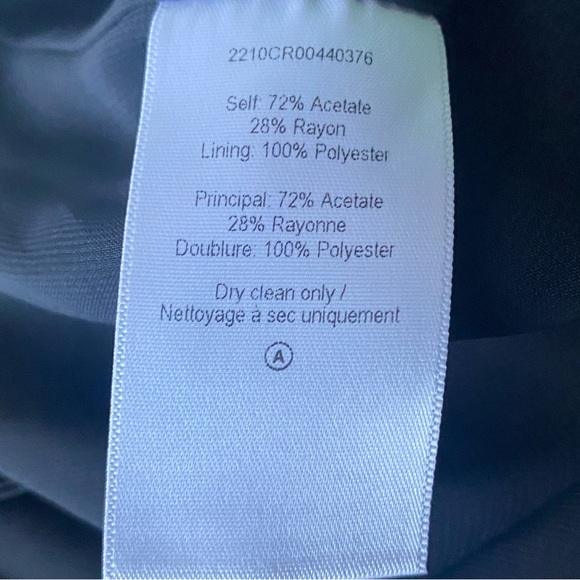 2210CR00440376
Self: 72% Acetate
28% Rayon
Lining: 100% Polyester
Principal: 72% Acetate
28% Rayonne
Doublure: 100% Polyester
Dry clean only /
Nettoyage à sec uniquement
A